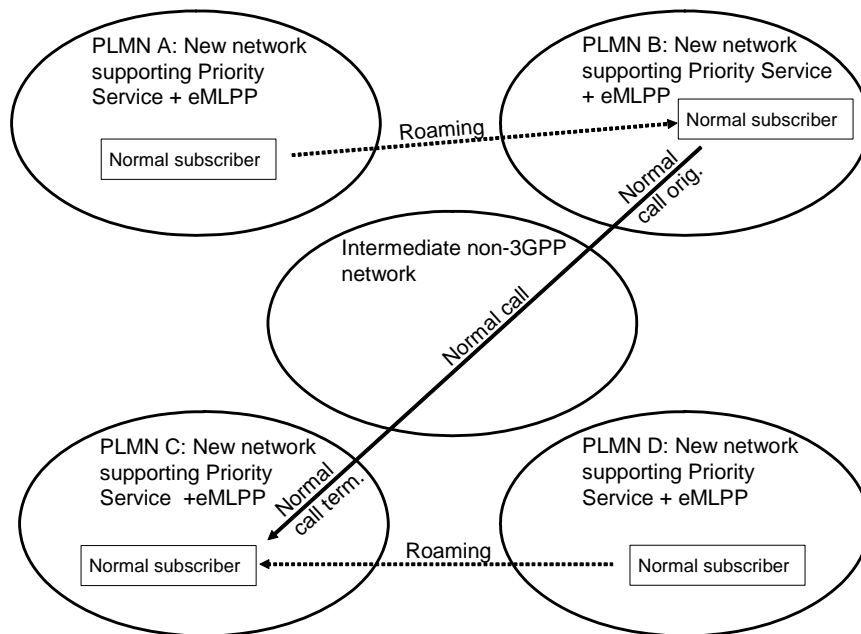 PLMN A: New network
supporting Priority
Service + eMLPP
Normal subscriber
Roaming
PLMN B: New network
supporting Priority Service
+ eMLPP
Normal subscriber
Normal
call orig.
Intermediate non-3GPP
network
Normal call
PLMN C: New network
supporting Priority
Service +eMLPP
Normal
call term.
Normal subscriber
Roaming
PLMN D: New network
supporting Priority
Service + eMLPP
Normal subscriber